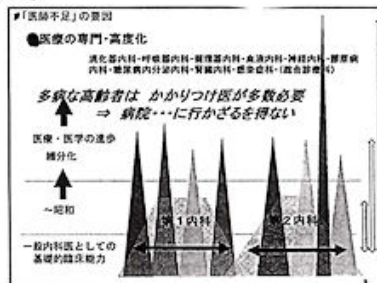 「医師不足」の要因
●医療の専門・高度化
消化器内科・呼吸器内科・循環器内科・血液内科・神経内科・膠原病
内科・糖尿病内分泌内科・腎臓内科・感染症科・(総合診療科)
多病な高齢者は かかりつけ医が多数必要
⇒ 病院・・・に行かざるを得ない
医療・医学の進歩
細分化
～昭和
第1内科
第2内科
一般内科医としての
基礎的臨床能力